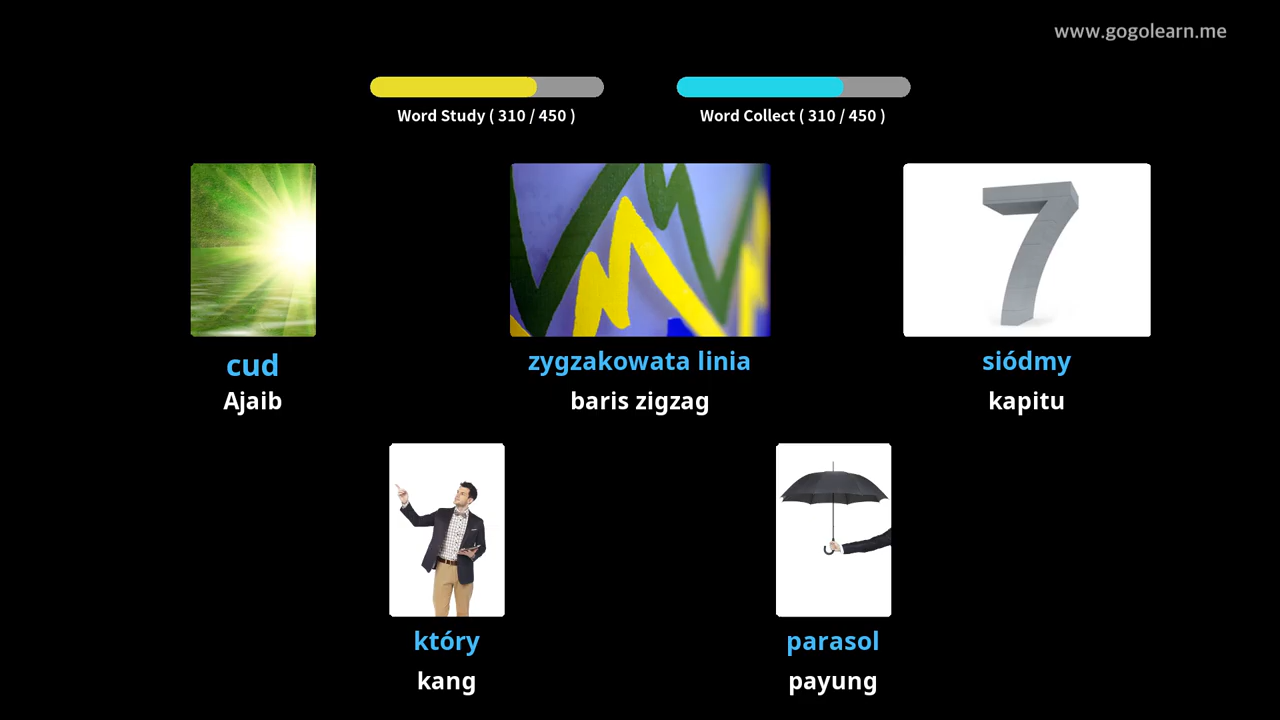 www.gogolearn.me
Word Study ( 310 / 450 )
Word Collect ( 310 / 450 )
cud
Ajaib
zygzakowata linia
baris zigzag
siódmy
kapitu
który
kang
parasol
payung